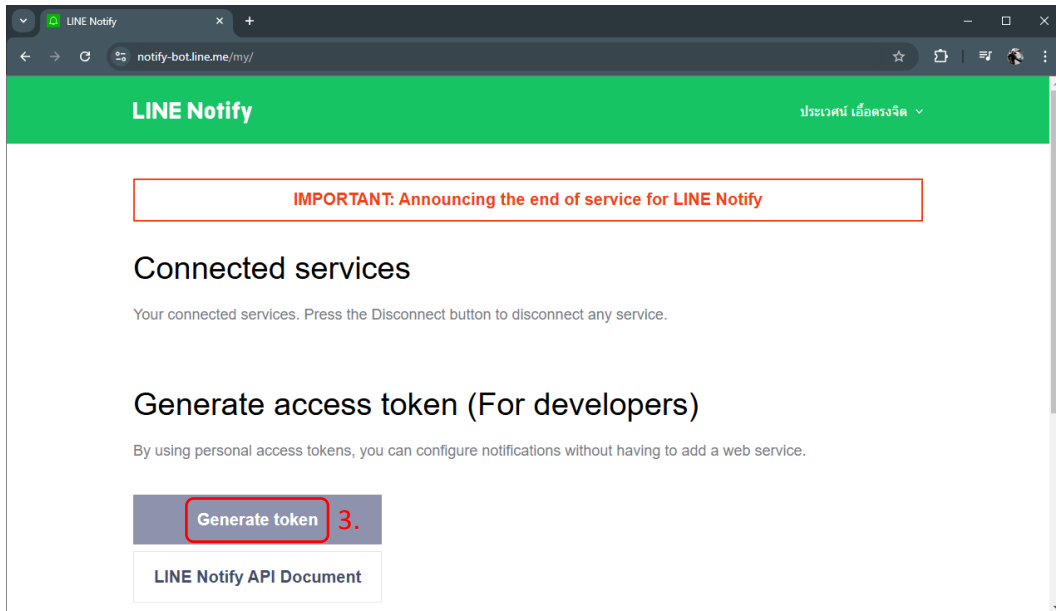 LINE Notify
notify-bot.line.me/my/
LINE Notify
ประเวศน์ เอื้อตรงจิต
IMPORTANT: Announcing the end of service for LINE Notify
Connected services
Your connected services. Press the Disconnect button to disconnect any service.
Generate access token (For developers)
By using personal access tokens, you can configure notifications without having to add a web service.
Generate token 3.
LINE Notify API Document